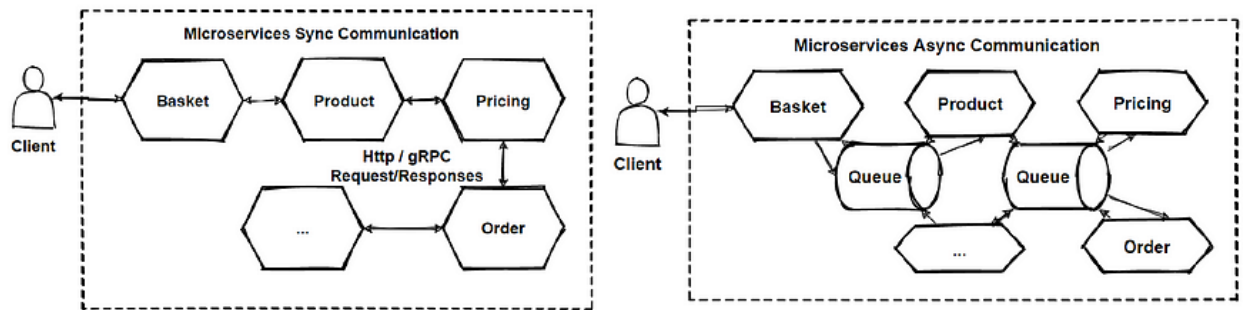 Microservices Sync Communication
Client
Basket
Product
Pricing
Http / gRPC
Request/Responses
...
Order
Microservices Async Communication
Client
Basket
Product
Pricing
Queue
Queue
...
Order